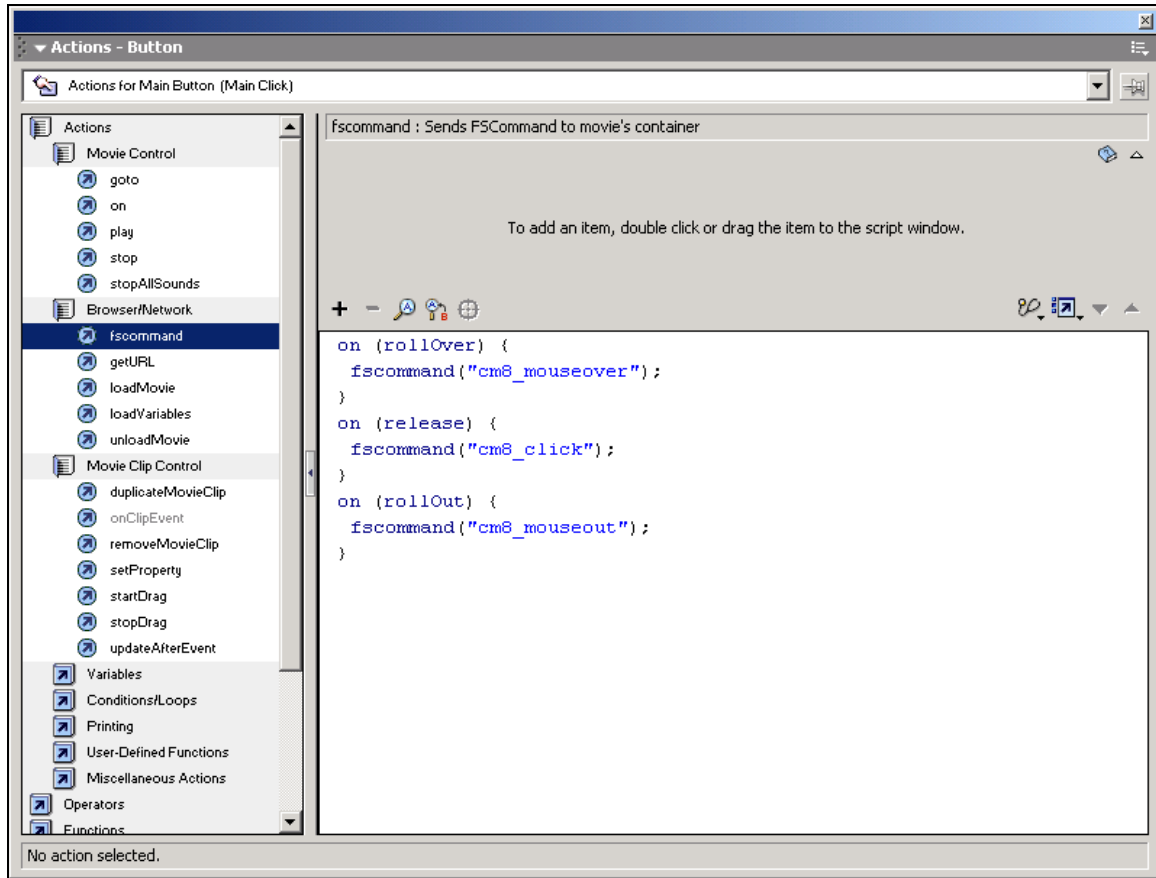 Actions - Button
Actions for Main Button (Main Click)
Actions
Movie Control
goto
on
play
stop
stopAllSounds
Browser/Network
fscommand
getURL
loadMovie
loadVariables
unloadMovie
Movie Clip Control
duplicateMovieClip
onClipEvent
removeMovieClip
setProperty
startDrag
stopDrag
updateAfterEvent
Variables
Conditions/Loops
Printing
User-Defined Functions
Miscellaneous Actions
Operators
Functions
fscommand : Sends FSCommand to movie's container
To add an item, double click or drag the item to the script window.
on (rollOver) {
fscommand("cm8_mouseover");
}
on (release) {
fscommand("cm8_click");
}
on (rollOut) {
fscommand("cm8_mouseout");
}
No action selected.